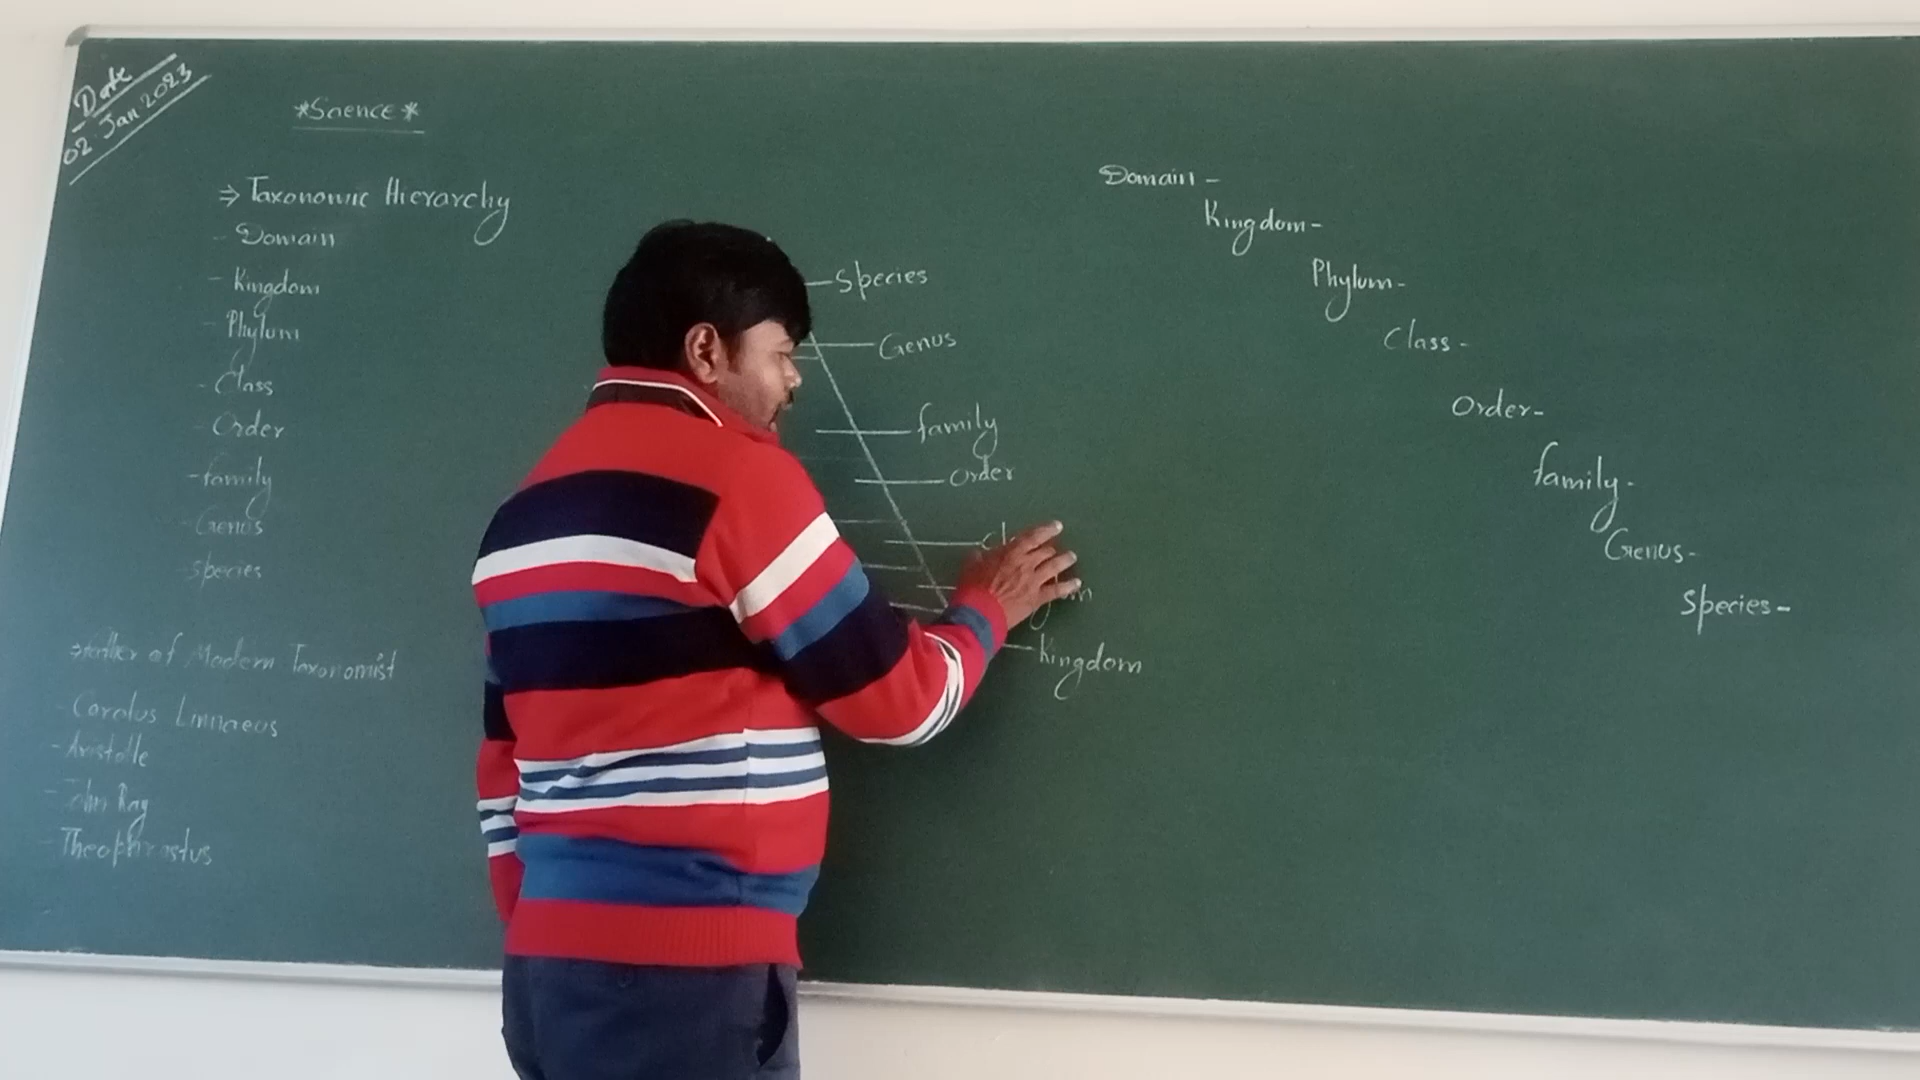 Date
02. Jan 2023
*Science*
⇒ Taxonomic Hierarchy
- Domain
- Kingdom
- Phylum
- Class
- Order
- family
- Genus
- Species
⇒ father of Modern Taxonomist
- Carolus Linnaeus
- Aristotle
- John Ray
- Theophrastus
Species
Genus
family
Order
Kingdom
Domain -
Kingdom -
Phylum -
Class -
Order -
family -
Genus -
Species -